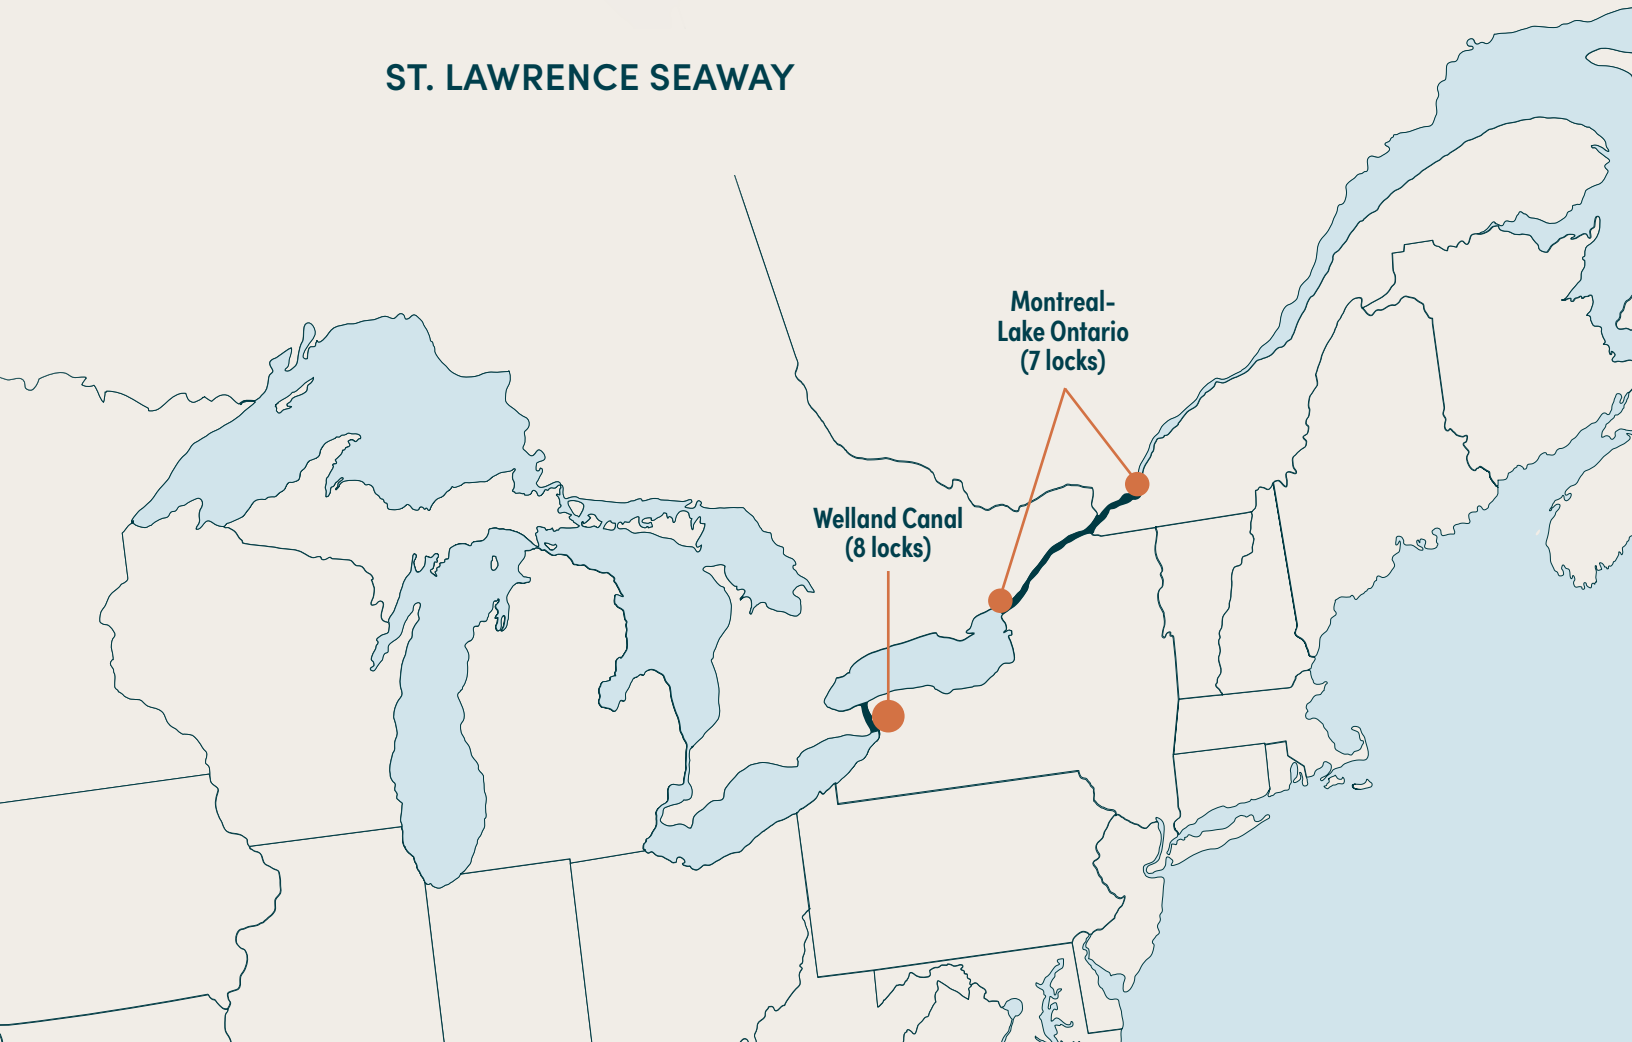 ST. LAWRENCE SEAWAY
Montreal-
Lake Ontario
(7 locks)
Welland Canal
(8 locks)